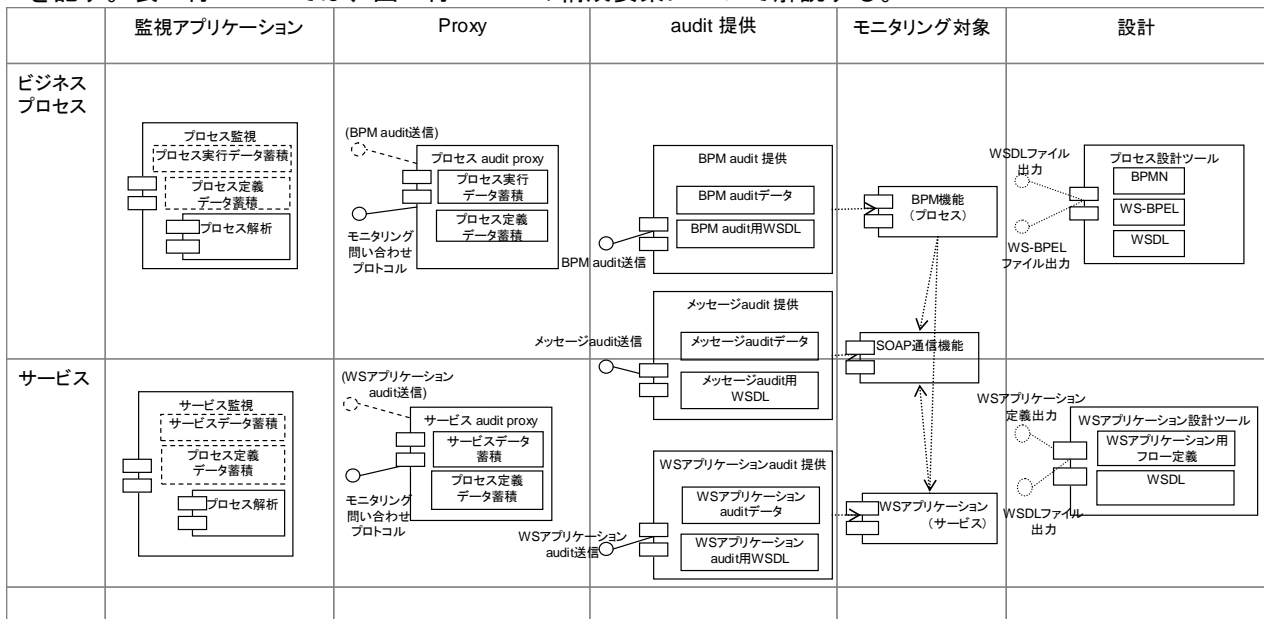 監視アプリケーション
Proxy
audit 提供
モニタリング対象
設計
ビジネス
プロセス
プロセス監視
プロセス実行データ蓄積
プロセス定義
データ蓄積
プロセス解析
(BPM audit送信)
プロセス audit proxy
プロセス実行
データ蓄積
プロセス定義
データ蓄積
モニタリング
問い合わせ
プロトコル
BPM audit 提供
BPM auditデータ
BPM audit用WSDL
BPM audit送信
BPM機能
(プロセス)
WSDLファイル
出力
WS-BPEL
ファイル出力
プロセス設計ツール
BPMN
WS-BPEL
WSDL
メッセージaudit 提供
メッセージauditデータ
メッセージaudit用
WSDL
メッセージaudit送信
SOAP通信機能
サービス
サービス監視
サービスデータ蓄積
プロセス定義
データ蓄積
プロセス解析
(WSアプリケーション
audit送信)
サービス audit proxy
サービスデータ
蓄積
プロセス定義
データ蓄積
モニタリング
問い合わせ
プロトコル
WSアプリケーションaudit 提供
WSアプリケーション
auditデータ
WSアプリケーション
audit用WSDL
WSアプリケーション
audit送信
WSアプリケーション
(サービス)
WSアプリケーション
定義出力
WSDLファイル
出力
WSアプリケーション設計ツール
WSアプリケーション用
フロー定義
WSDL